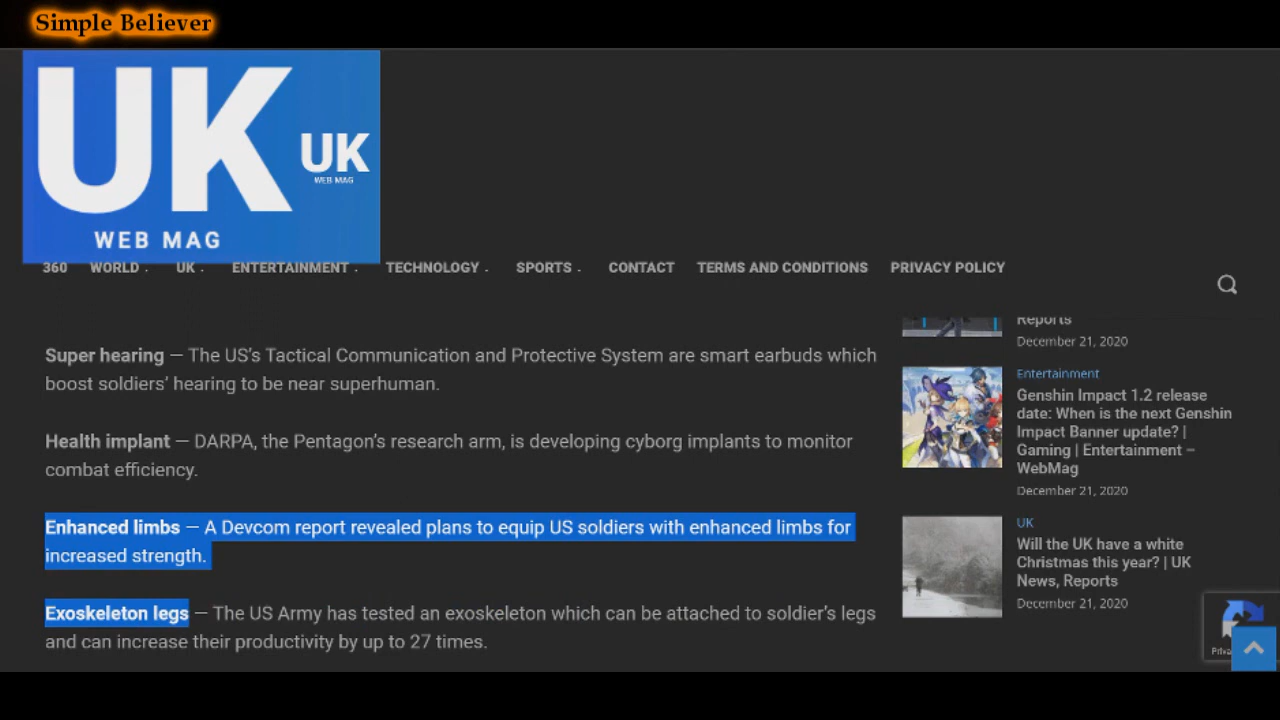 Simple Believer
UK
WEB MAG
UK
WEB MAG
360 WORLD . UK . ENTERTAINMENT . TECHNOLOGY . SPORTS . CONTACT TERMS AND CONDITIONS PRIVACY POLICY
Super hearing — The US's Tactical Communication and Protective System are smart earbuds which
boost soldiers' hearing to be near superhuman.
Health implant — DARPA, the Pentagon's research arm, is developing cyborg implants to monitor
combat efficiency.
Enhanced limbs — A Devcom report revealed plans to equip US soldiers with enhanced limbs for
increased strength.
Exoskeleton legs — The US Army has tested an exoskeleton which can be attached to soldier's legs
and can increase their productivity by up to 27 times.
Reports
December 21, 2020
Entertainment
Genshin Impact 1.2 release
date: When is the next Genshin
Impact Banner update? |
Gaming | Entertainment –
WebMag
December 21, 2020
UK
Will the UK have a white
Christmas this year? | UK
News, Reports
December 21, 2020